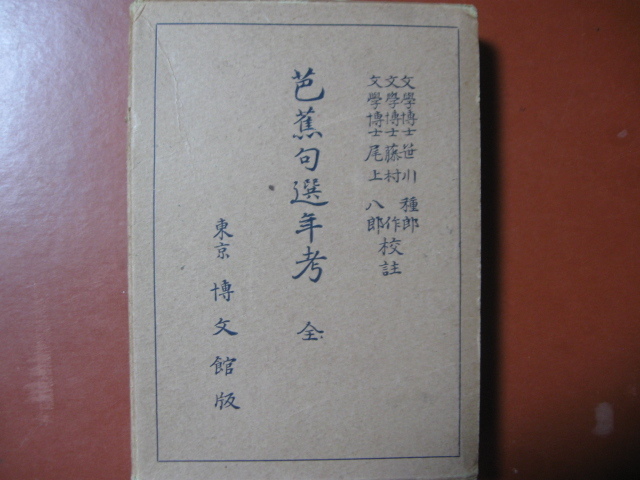 文學博士 笹川 種郎
文學博士 藤村 作
文學博士 尾上 八郎
校註
芭蕉句選年考 全
東京 博文館版